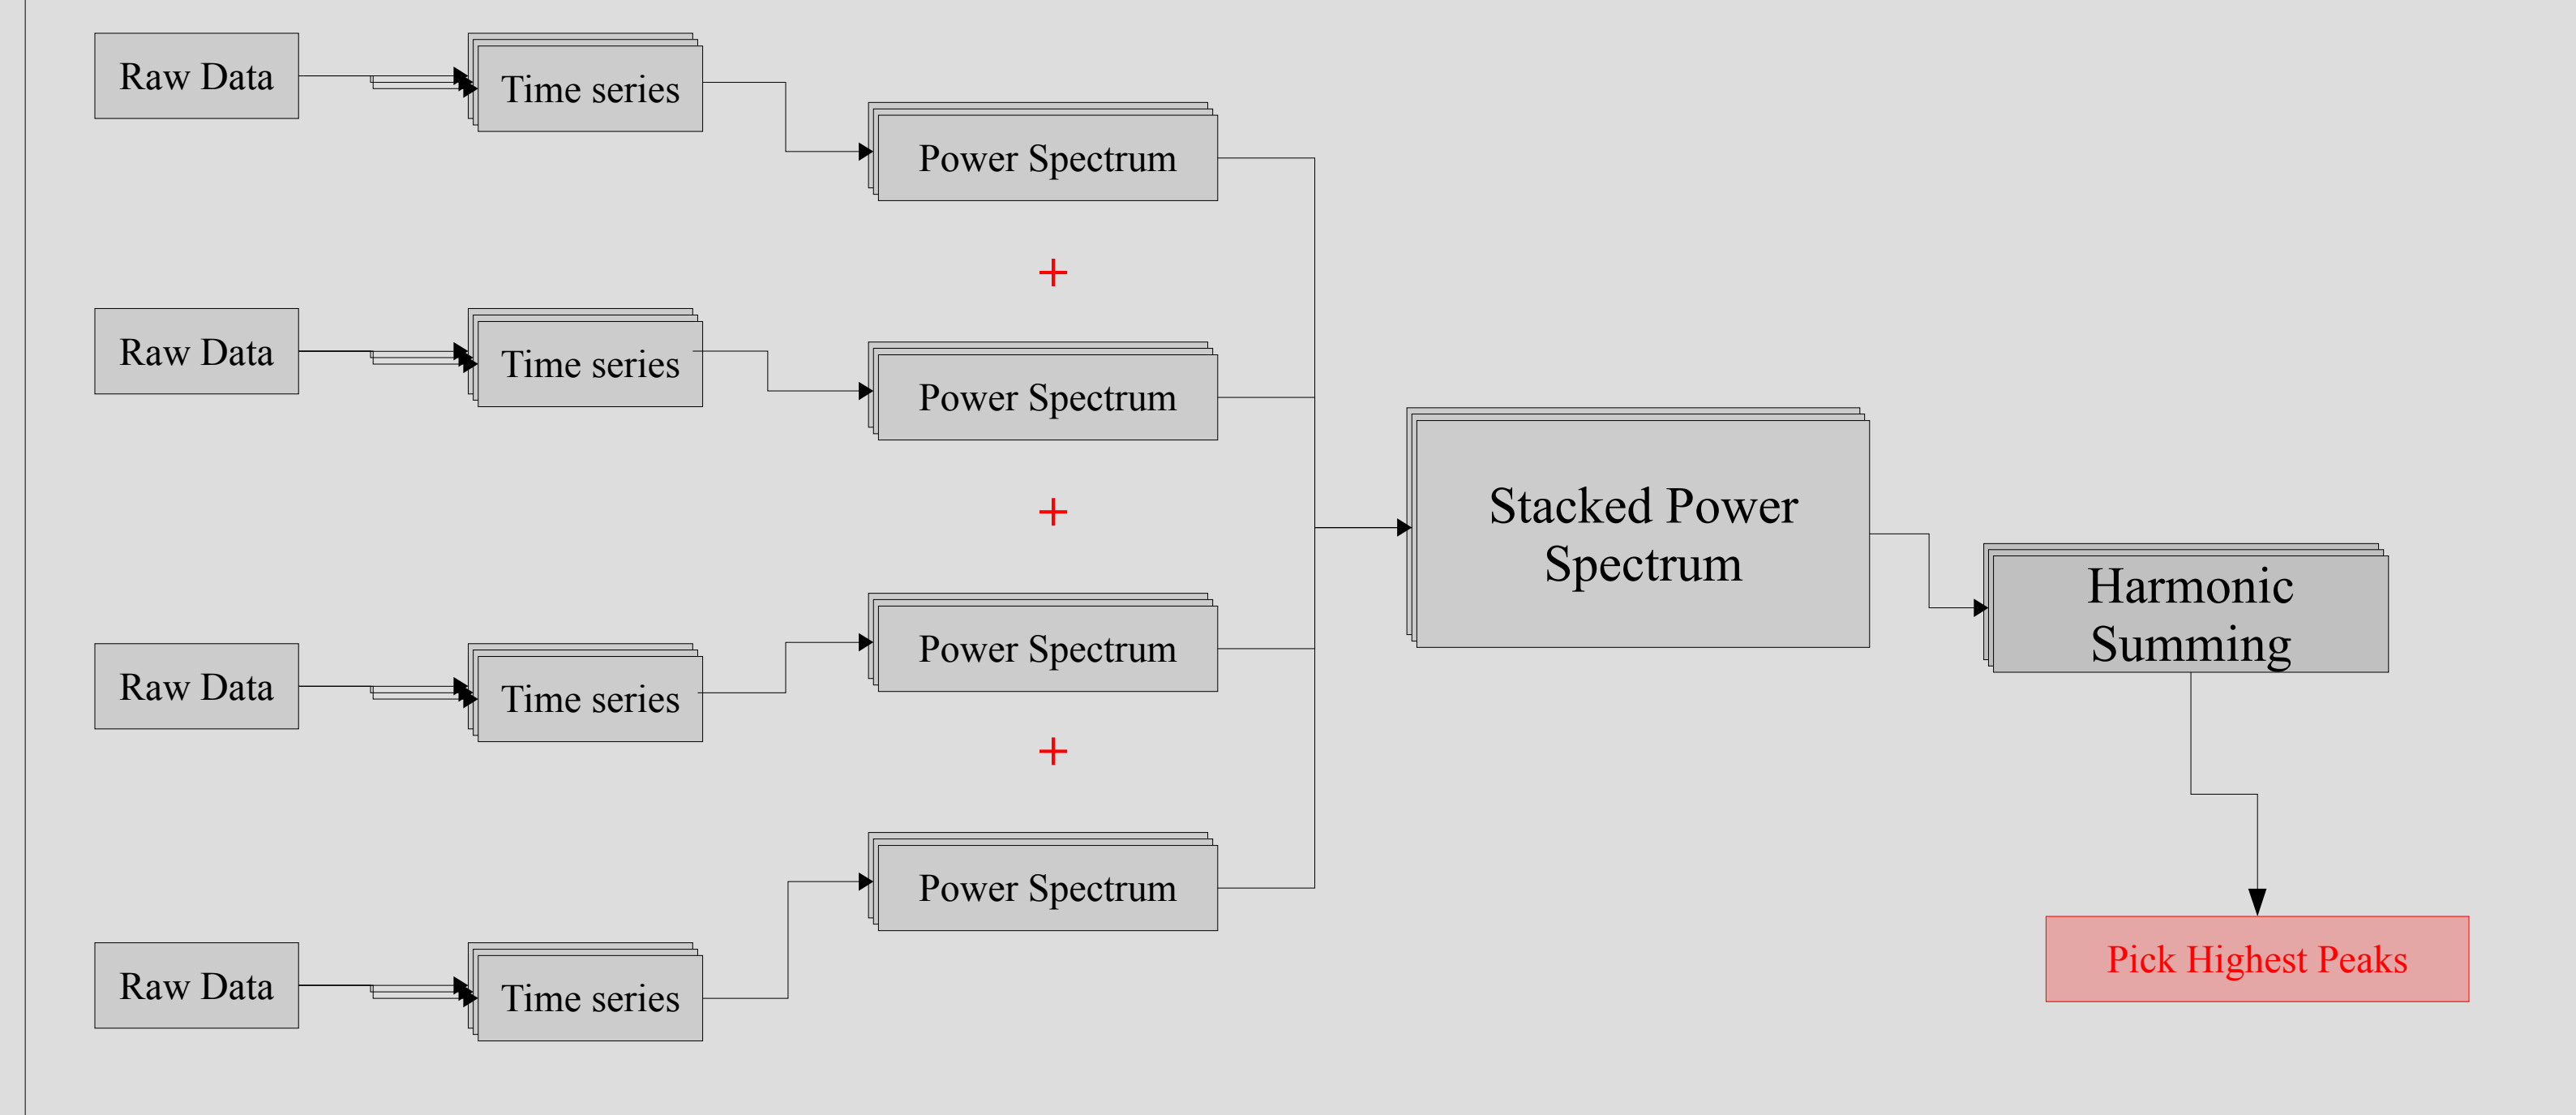 Raw Data
Time series
Power Spectrum
+
Raw Data
Time series
Power Spectrum
+
Stacked Power
Spectrum
Harmonic
Summing
Raw Data
Time series
Power Spectrum
+
Power Spectrum
Raw Data
Time series
Pick Highest Peaks